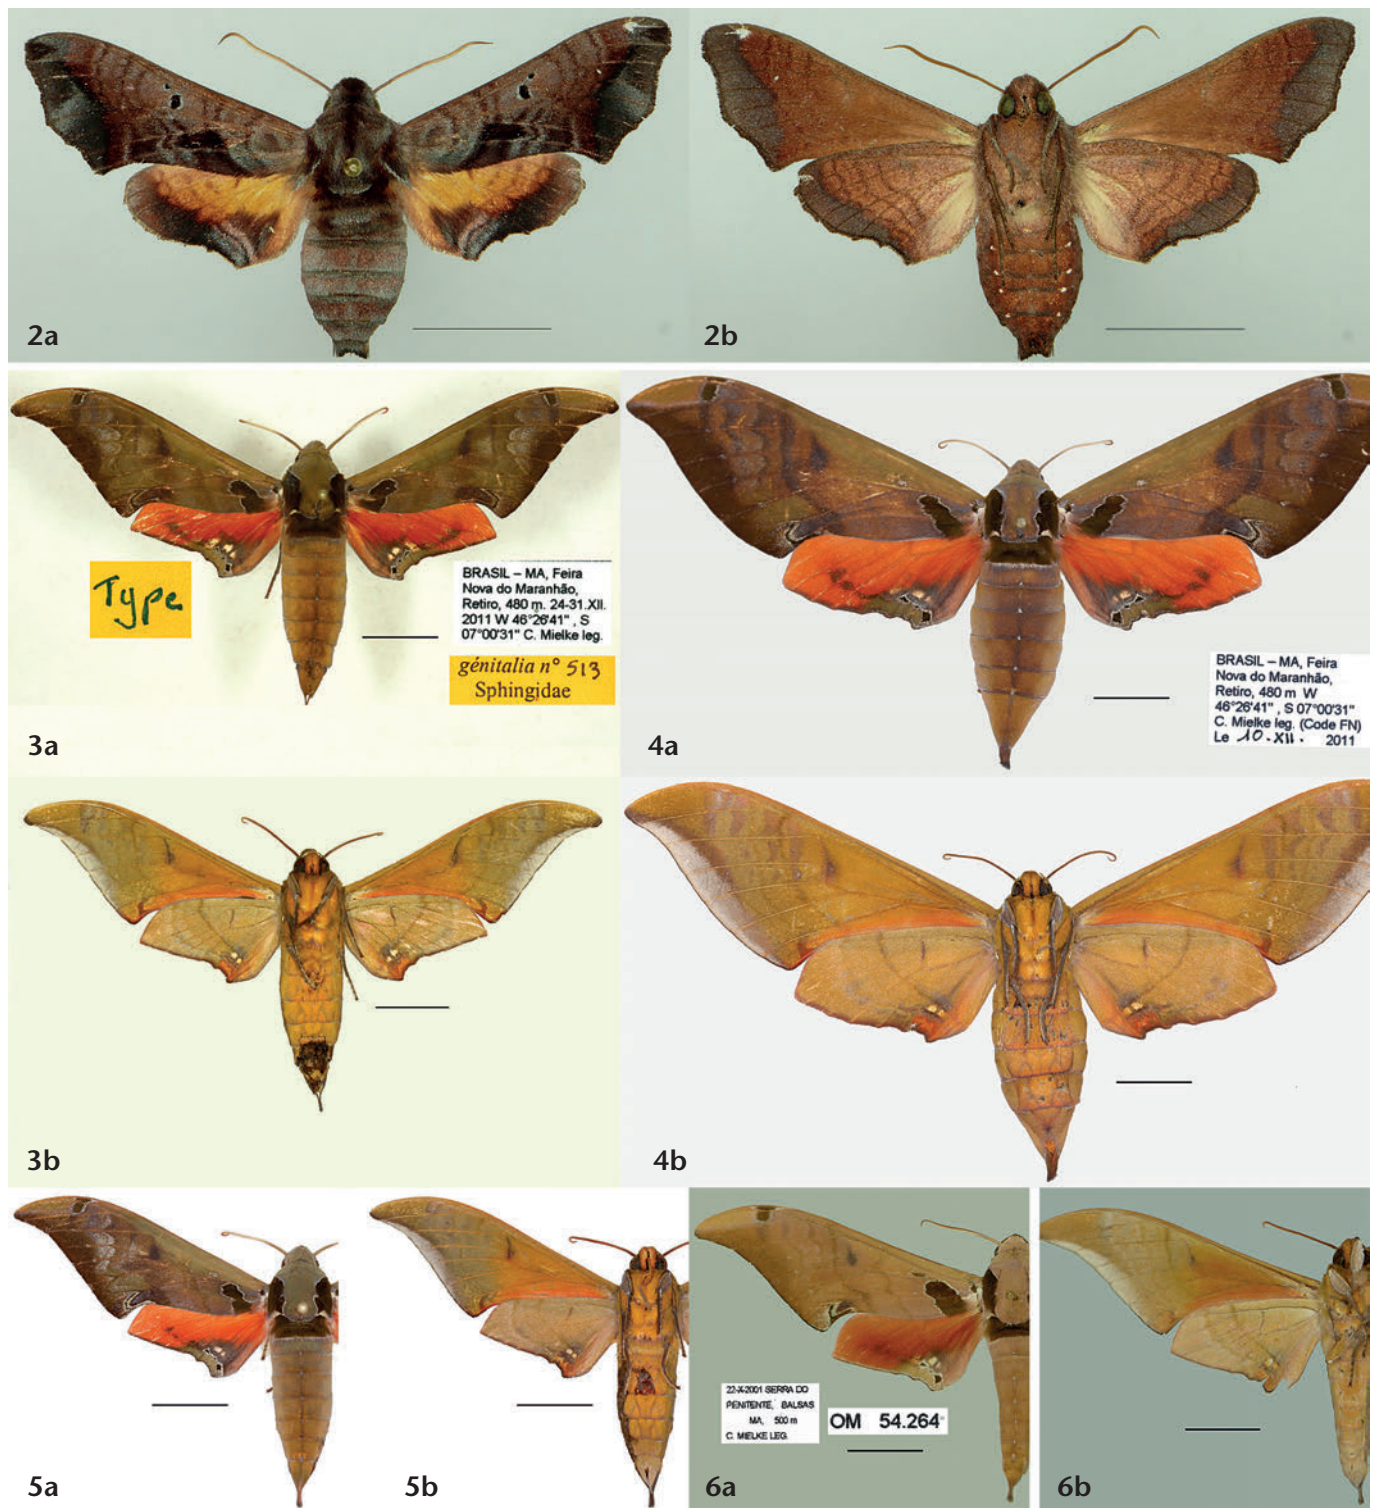 2a
2b
Type
BRASIL – MA, Feira
Nova do Maranhão,
Retiro, 480 m. 24-31.XII.
2011 W 46°26'41" , S
07°00'31" C. Mielke leg.
génitalia n° 513
Sphingidae
3a
BRASIL – MA, Feira
Nova do Maranhão,
Retiro, 480 m W
46°26'41" , S 07°00'31"
C. Mielke leg. (Code FN)
Le 10.XII. 2011
4a
3b
4b
5a
5b
22-X-2001 SERRA DO
PENITENTE, BALSAS
MA, 500 m
C. MIELKE LEG.
OM 54.264
6a
6b